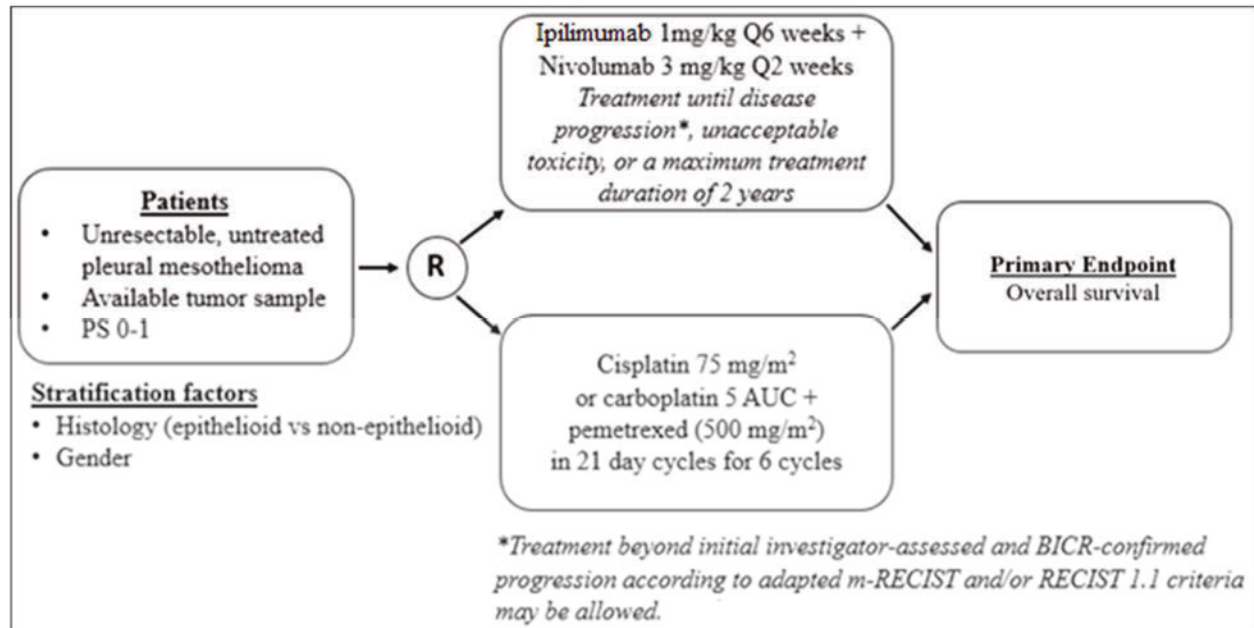 Ipilimumab 1mg/kg Q6 weeks +
Nivolumab 3 mg/kg Q2 weeks
Treatment until disease
progression*, unacceptable
toxicity, or a maximum treatment
duration of 2 years
Patients
• Unresectable, untreated
pleural mesothelioma
• Available tumor sample
• PS 0-1
R
Primary Endpoint
Overall survival
Stratification factors
• Histology (epithelioid vs non-epithelioid)
• Gender
Cisplatin 75 mg/m²
or carboplatin 5 AUC +
pemetrexed (500 mg/m²)
in 21 day cycles for 6 cycles
*Treatment beyond initial investigator-assessed and BICR-confirmed
progression according to adapted m-RECIST and/or RECIST 1.1 criteria
may be allowed.